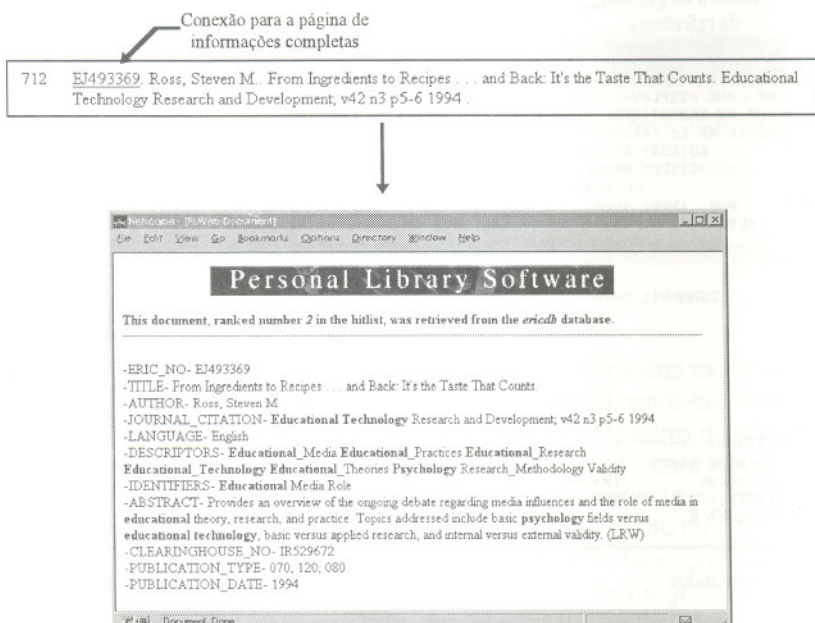 Conexão para a página de
informações completas
712 EJ493369. Ross, Steven M.. From Ingredients to Recipes . . . and Back: It's the Taste That Counts. Educational
Technology Research and Development; v42 n3 p5-6 1994 .
Netscape - [PLWeb Document]
File Edit View Go Bookmarks Options Directory Window Help
Personal Library Software
This document, ranked number 2 in the hitlist, was retrieved from the ericdb database.
-ERIC_NO- EJ493369
-TITLE- From Ingredients to Recipes . . . and Back: It's the Taste That Counts.
-AUTHOR- Ross, Steven M.
-JOURNAL_CITATION- Educational Technology Research and Development; v42 n3 p5-6 1994
-LANGUAGE- English
-DESCRIPTORS- Educational_Media Educational_Practices Educational_Research
Educational_Technology Educational_Theories Psychology Research_Methodology Validity
-IDENTIFIERS- Educational Media Role
-ABSTRACT- Provides an overview of the ongoing debate regarding media influences and the role of media in
educational theory, research, and practice. Topics addressed include basic psychology fields versus
educational technology, basic versus applied research, and internal versus external validity. (LRW)
-CLEARINGHOUSE_NO- IR529672
-PUBLICATION_TYPE- 070, 120, 080
-PUBLICATION_DATE- 1994
Document Done